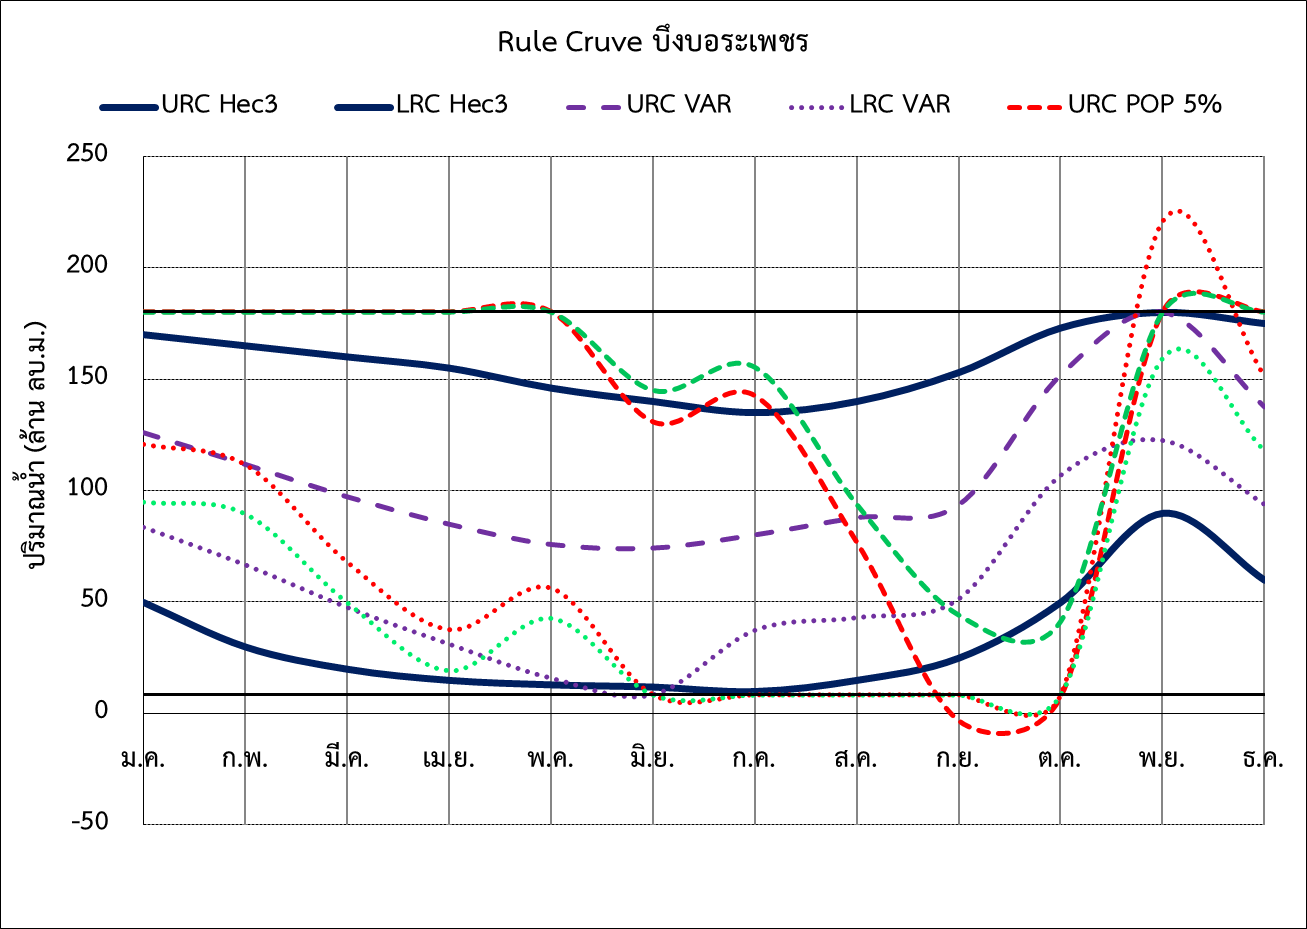 Rule Cruve บึงบอระเพชร
URC Hec3 LRC Hec3 URC VAR LRC VAR URC POP 5%
ปริมาณน้ำ (ล้าน ลบ.ม.)
250
200
150
100
50
0
ม.ค. ก.พ. มี.ค. เม.ย. พ.ค. มิ.ย. ก.ค. ส.ค. ก.ย. ต.ค. พ.ย. ธ.ค.
-50